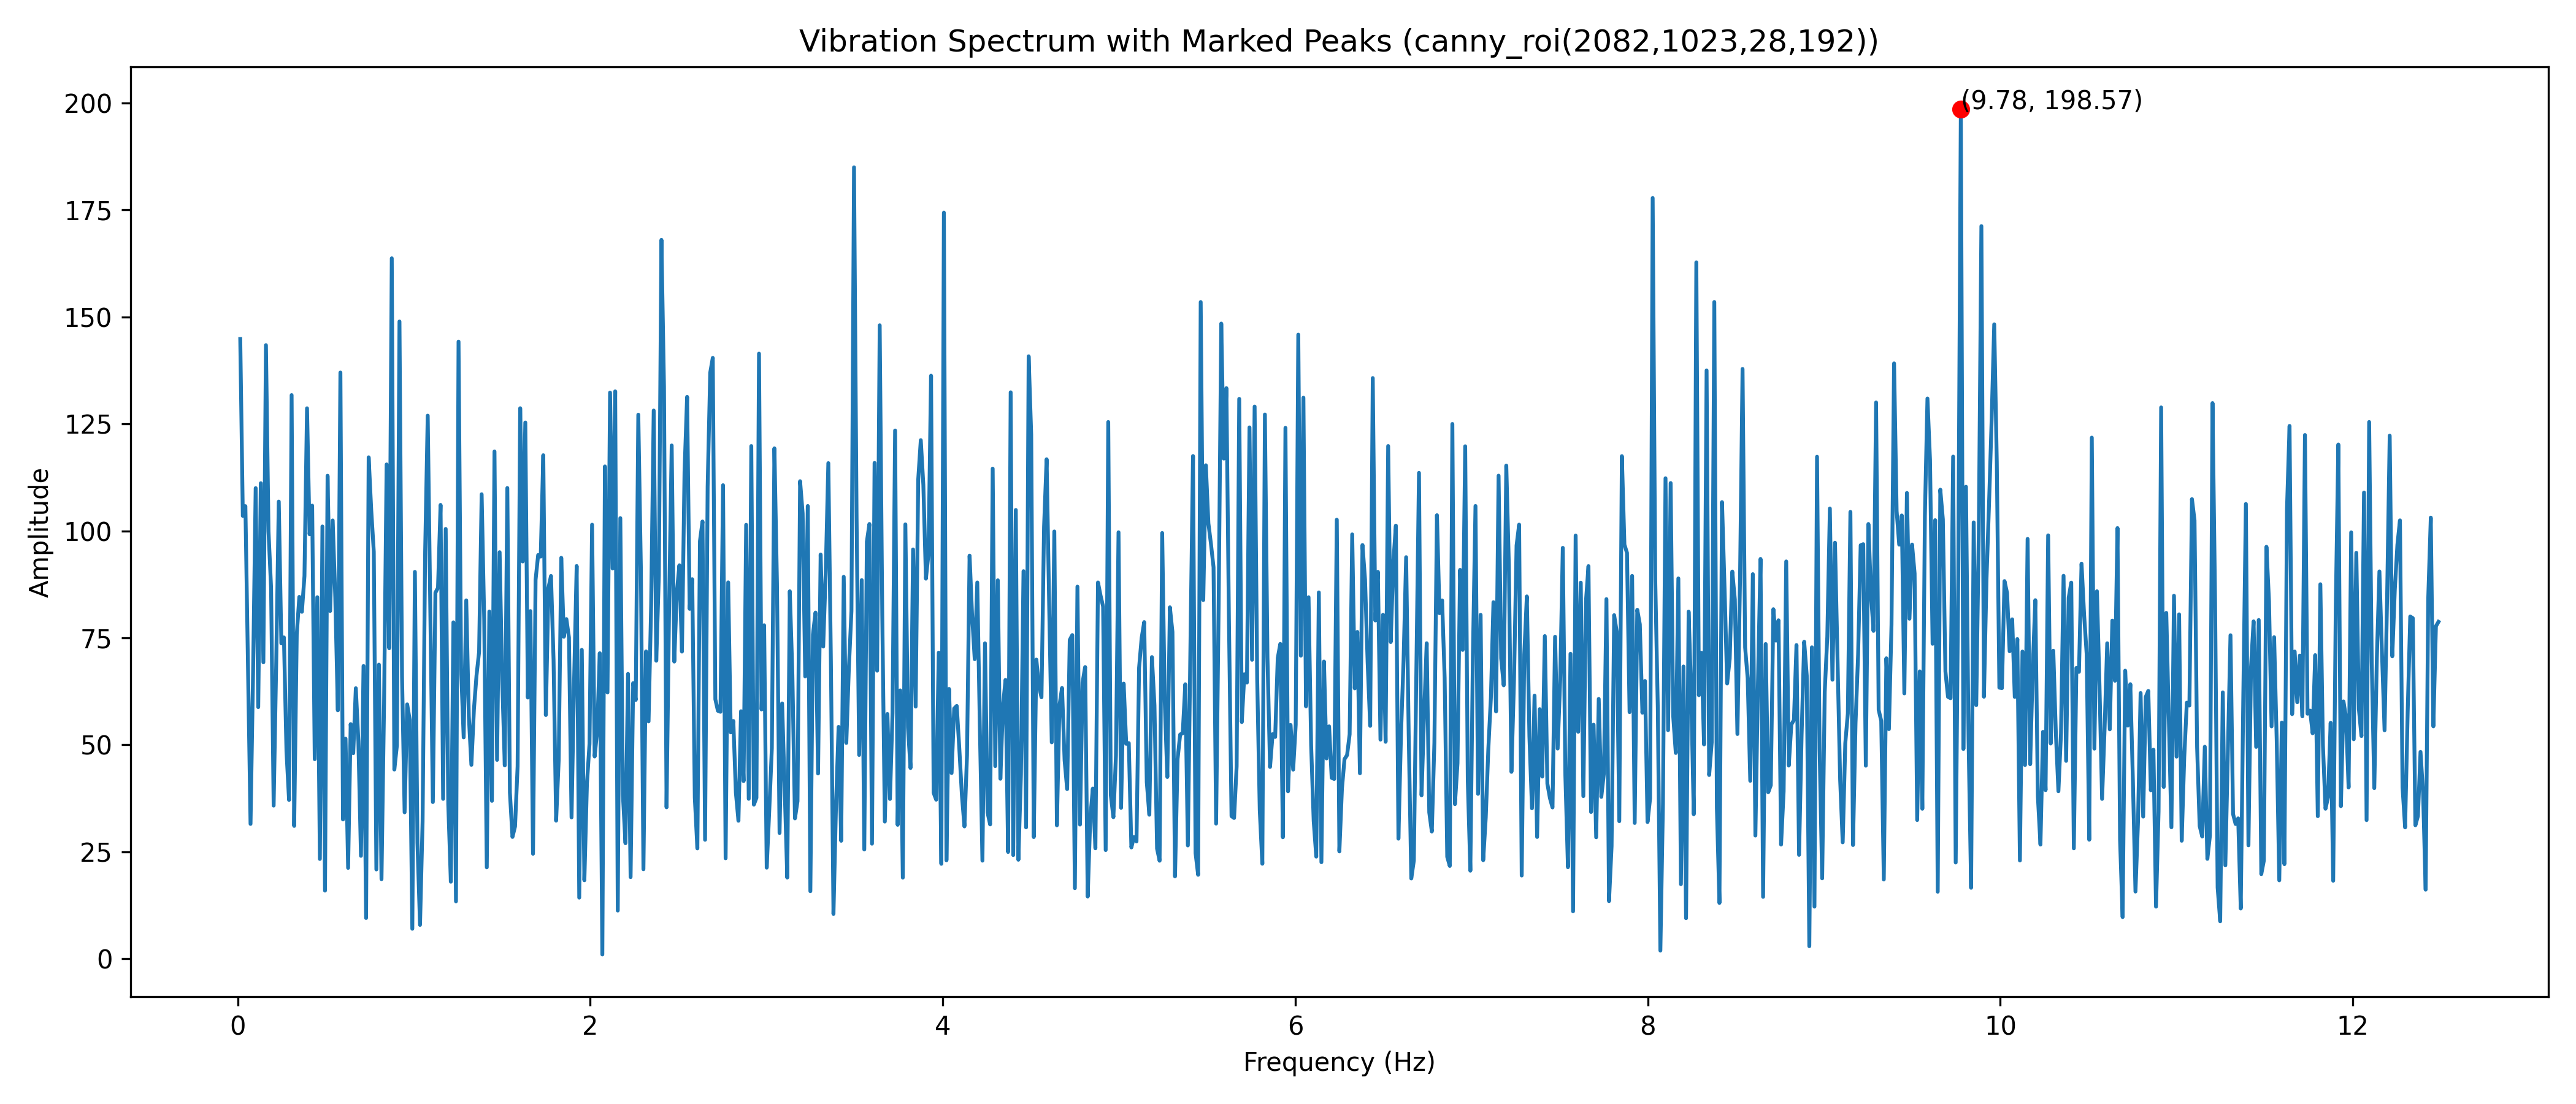 Vibration Spectrum with Marked Peaks (canny_roi(2082,1023,28,192))
200
(9.78, 198.57)
175
150
125
100
75
50
25
0
Amplitude
0 2 4 6 8 10 12
Frequency (Hz)